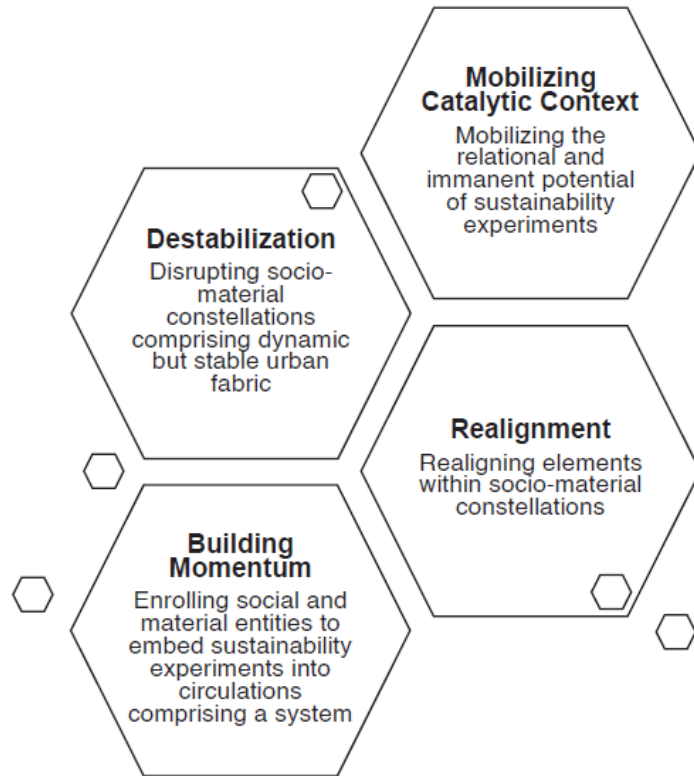 Mobilizing
Catalytic Context
Mobilizing the
relational and
immanent potential
of sustainability
experiments
Destabilization
Disrupting socio-
material
constellations
comprising dynamic
but stable urban
fabric
Realignment
Realigning elements
within socio-material
constellations
Building
Momentum
Enrolling social and
material entities to
embed sustainability
experiments into
circulations
comprising a system